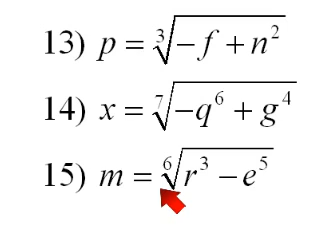 13) p = ∛(−f + n²)
14) x = ⁷√(−q⁶ + g⁴)
15) m = ⁶√(r³ − e⁵)